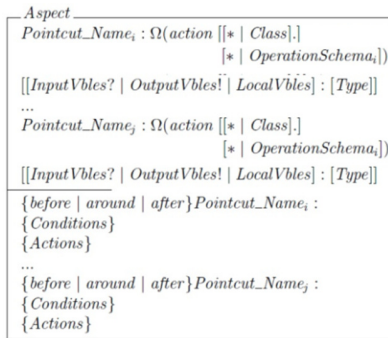 Aspect
Pointcut_Name_i : Ω(action [[* | Class].]
[* | OperationSchema_i])
[[InputVbles? | OutputVbles! | LocalVbles] : [Type]]
...
Pointcut_Name_j : Ω(action [[* | Class].]
[* | OperationSchema_i])
[[InputVbles? | OutputVbles! | LocalVbles] : [Type]]
{before | around | after}Pointcut_Name_i :
{Conditions}
{Actions}
...
{before | around | after}Pointcut_Name_j :
{Conditions}
{Actions}